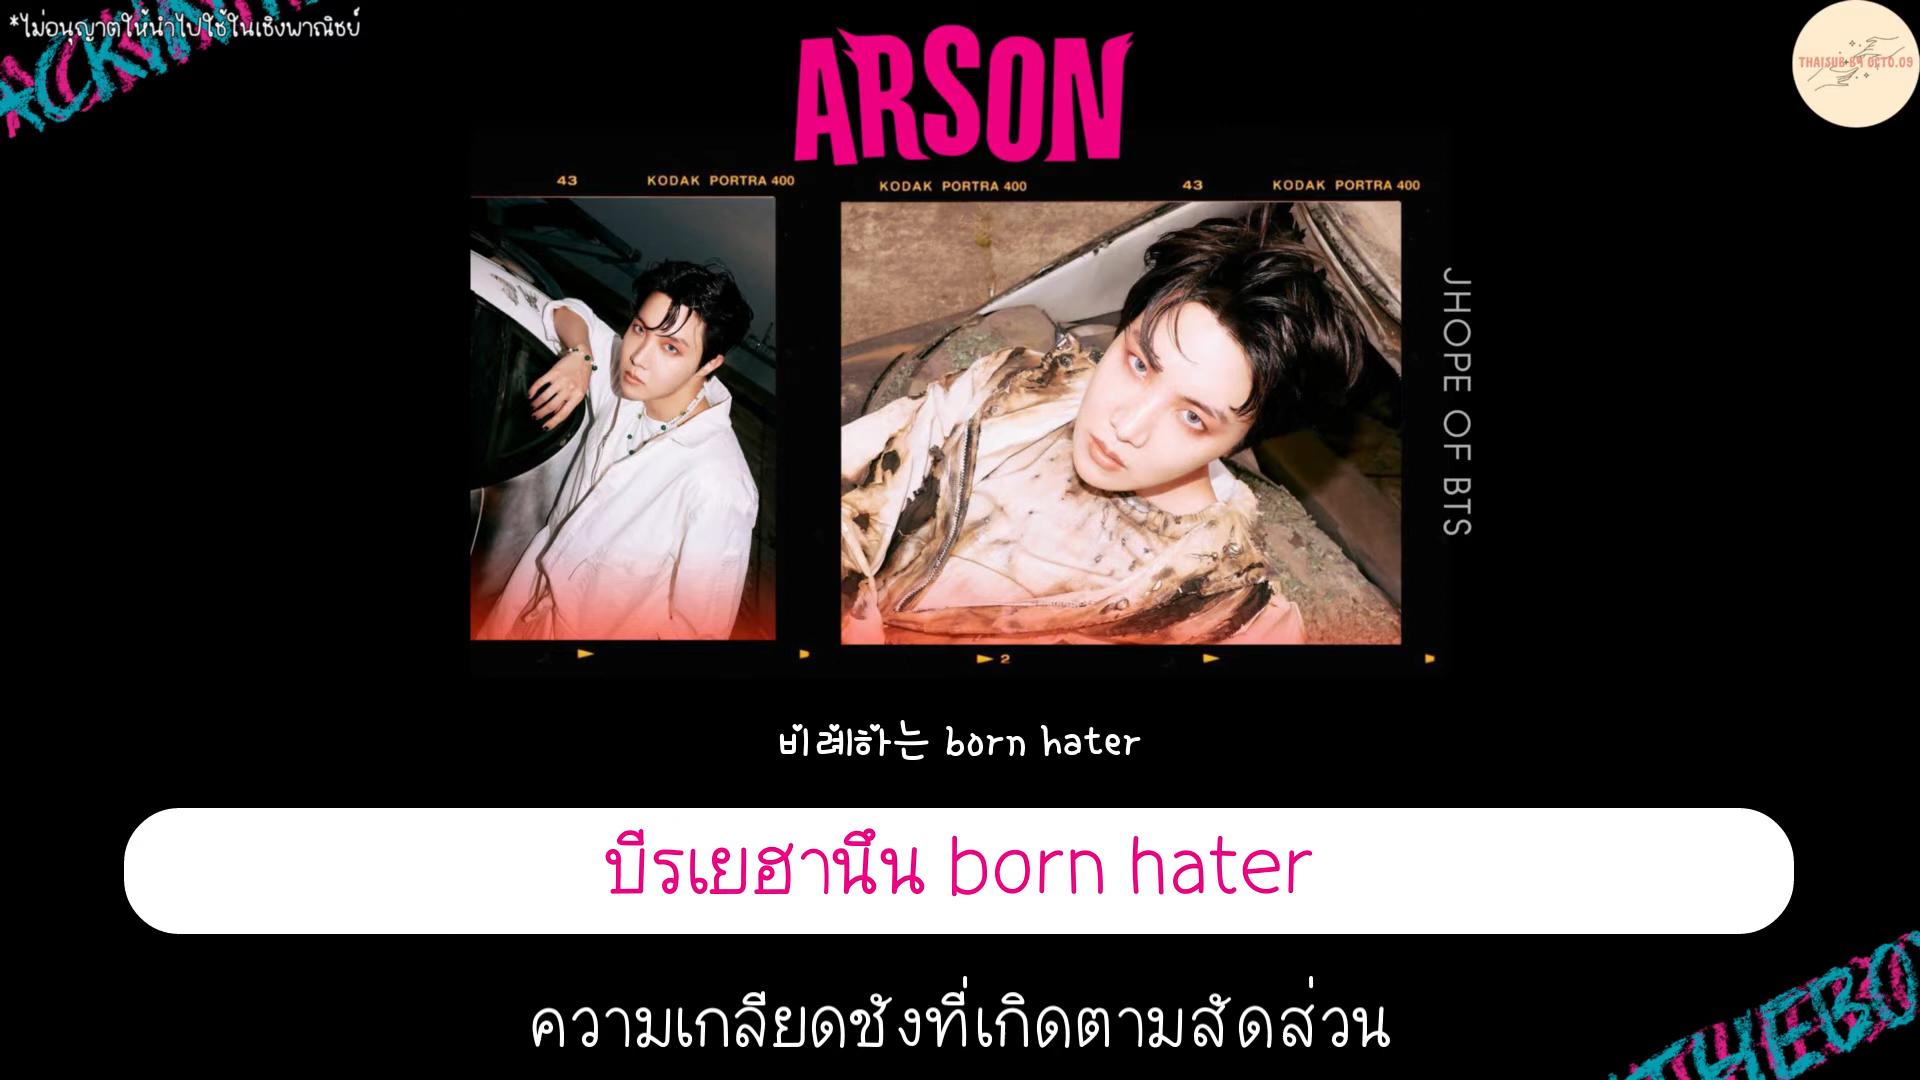 *ไม่อนุญาตให้นำไปใช้ในเชิงพาณิชย์
THAISUB BY OCTO.09
ARSON
43 KODAK PORTRA 400
KODAK PORTRA 400 43 KODAK PORTRA 400
JHOPE OF BTS
2
비례하는 born hater
บีรเยฮานึน born hater
ความเกลียดชังที่เกิดตามสัดส่วน